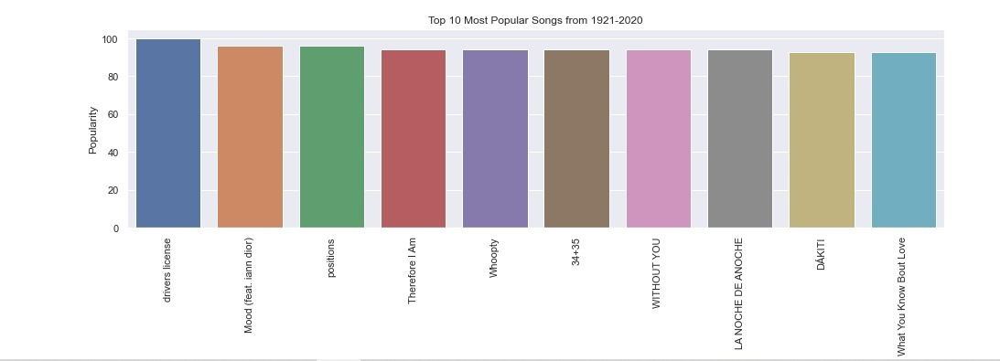 Top 10 Most Popular Songs from 1921-2020
Popularity
100
80
60
40
20
0
drivers license
Mood (feat. iann dior)
positions
Therefore I Am
Whoopty
34+35
WITHOUT YOU
LA NOCHE DE ANOCHE
DÁKITI
What You Know Bout Love